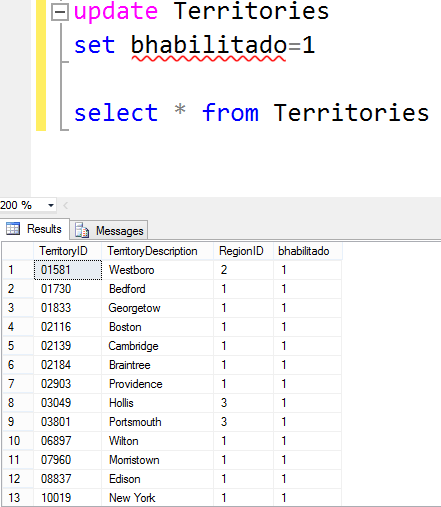 update Territories
set bhabilitado=1
select * from Territories
200 %
Results Messages
TerritoryID TerritoryDescription RegionID bhabilitado
1 01581 Westboro 2 1
2 01730 Bedford 1 1
3 01833 Georgetow 1 1
4 02116 Boston 1 1
5 02139 Cambridge 1 1
6 02184 Braintree 1 1
7 02903 Providence 1 1
8 03049 Hollis 3 1
9 03801 Portsmouth 3 1
10 06897 Wilton 1 1
11 07960 Morristown 1 1
12 08837 Edison 1 1
13 10019 New York 1 1